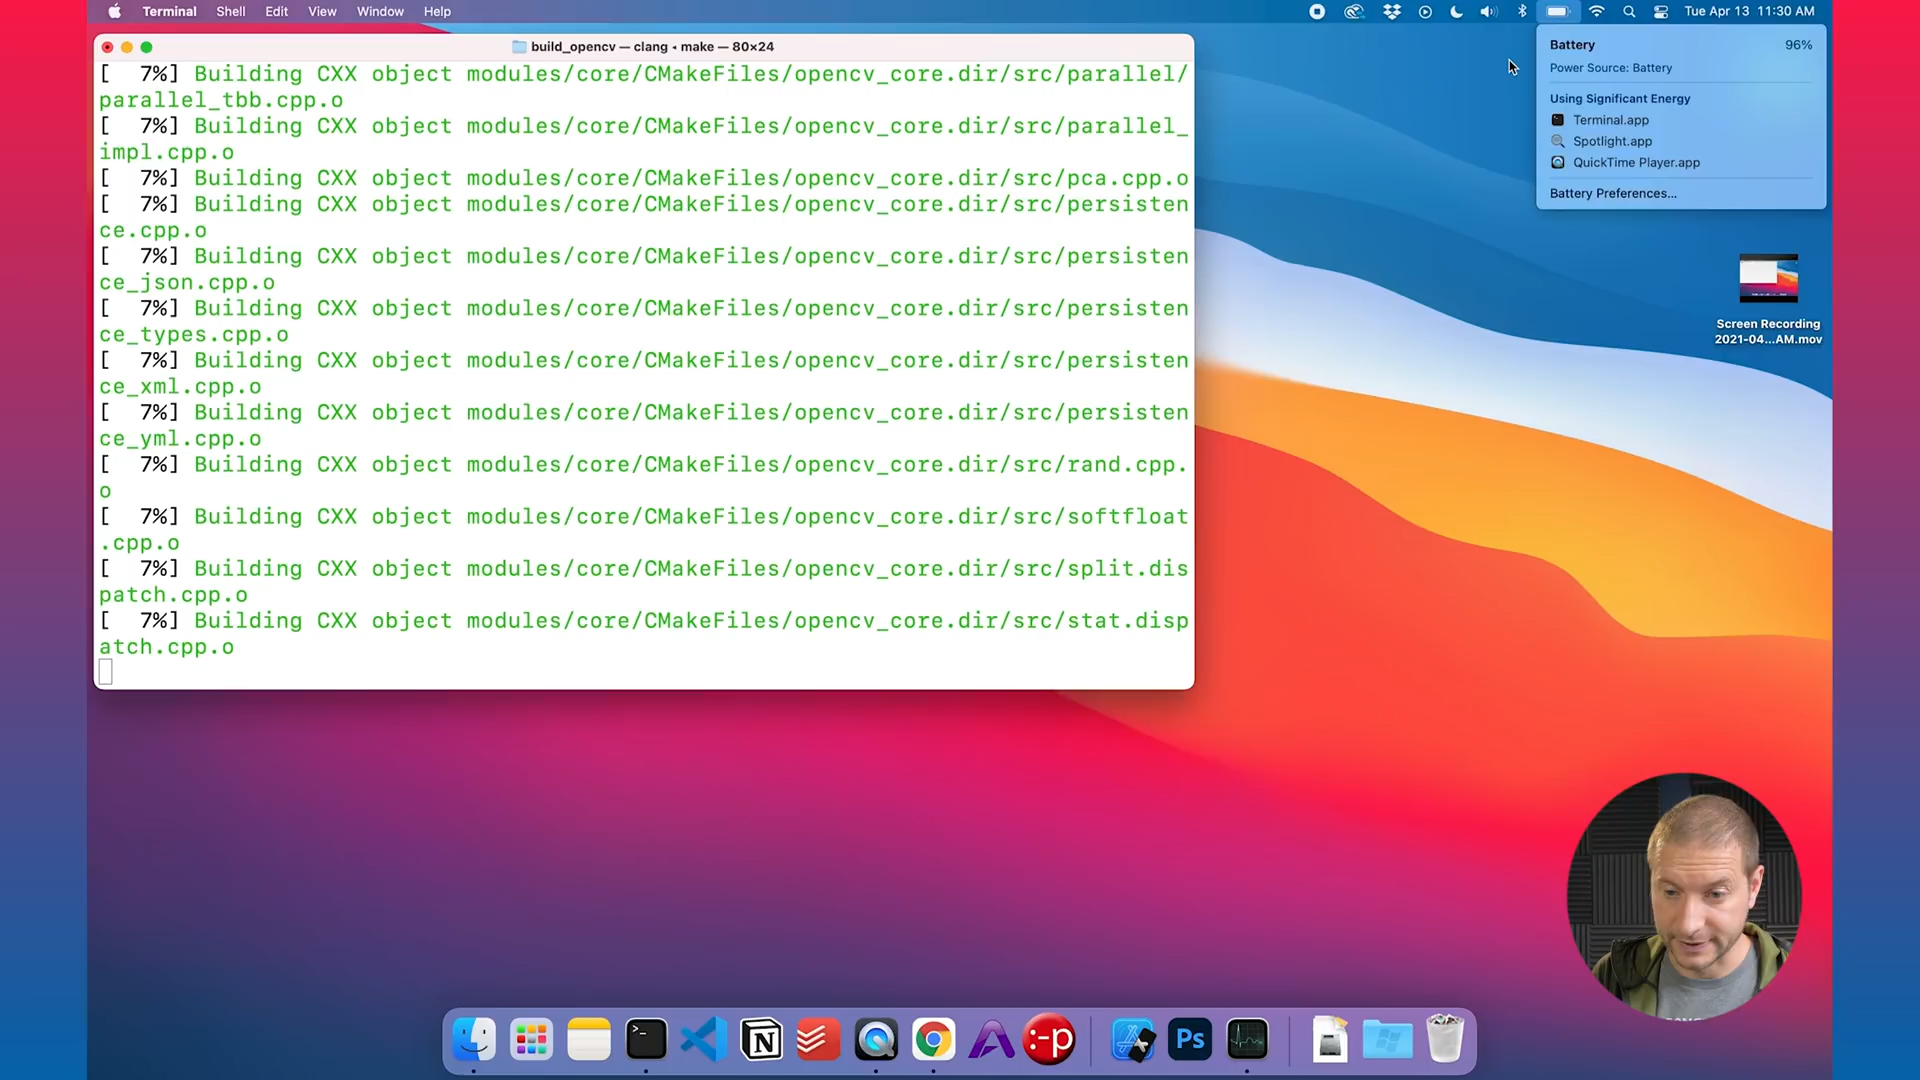 Terminal Shell Edit View Window Help
Tue Apr 13 11:30 AM
build_opencv — clang ◂ make — 80×24
[  7%] Building CXX object modules/core/CMakeFiles/opencv_core.dir/src/parallel/
parallel_tbb.cpp.o
[  7%] Building CXX object modules/core/CMakeFiles/opencv_core.dir/src/parallel_
impl.cpp.o
[  7%] Building CXX object modules/core/CMakeFiles/opencv_core.dir/src/pca.cpp.o
[  7%] Building CXX object modules/core/CMakeFiles/opencv_core.dir/src/persisten
ce.cpp.o
[  7%] Building CXX object modules/core/CMakeFiles/opencv_core.dir/src/persisten
ce_json.cpp.o
[  7%] Building CXX object modules/core/CMakeFiles/opencv_core.dir/src/persisten
ce_types.cpp.o
[  7%] Building CXX object modules/core/CMakeFiles/opencv_core.dir/src/persisten
ce_xml.cpp.o
[  7%] Building CXX object modules/core/CMakeFiles/opencv_core.dir/src/persisten
ce_yml.cpp.o
[  7%] Building CXX object modules/core/CMakeFiles/opencv_core.dir/src/rand.cpp.
o
[  7%] Building CXX object modules/core/CMakeFiles/opencv_core.dir/src/softfloat
.cpp.o
[  7%] Building CXX object modules/core/CMakeFiles/opencv_core.dir/src/split.dis
patch.cpp.o
[  7%] Building CXX object modules/core/CMakeFiles/opencv_core.dir/src/stat.disp
atch.cpp.o
Battery 96%
Power Source: Battery
Using Significant Energy
Terminal.app
Spotlight.app
QuickTime Player.app
Battery Preferences...
Screen Recording
2021-04...AM.mov
>_
N
:-p
Ps